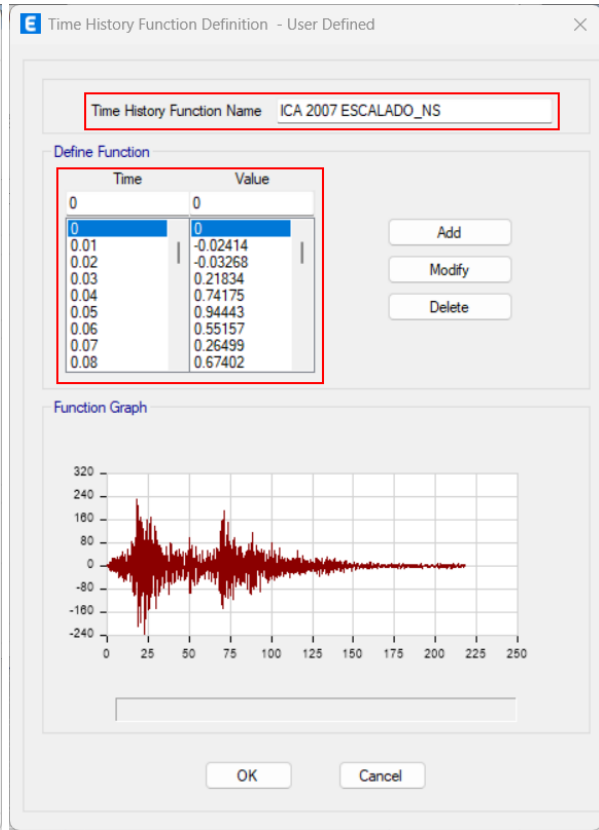 E Time History Function Definition - User Defined
Time History Function Name ICA 2007 ESCALADO_NS
Define Function
Time Value
0 0
0 0
0.01 -0.02414
0.02 -0.03268
0.03 0.21834
0.04 0.74175
0.05 0.94443
0.06 0.55157
0.07 0.26499
0.08 0.67402
Add
Modify
Delete
Function Graph
320
240
160
80
0
-80
-160
-240
0 25 50 75 100 125 150 175 200 225 250
OK Cancel